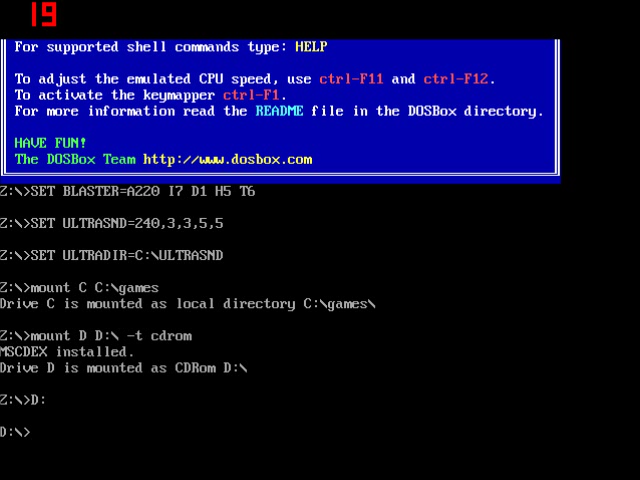 19
For supported shell commands type: HELP
To adjust the emulated CPU speed, use ctrl-F11 and ctrl-F12.
To activate the keymapper ctrl-F1.
For more information read the README file in the DOSBox directory.
HAVE FUN!
The DOSBox Team http://www.dosbox.com
Z:\>SET BLASTER=A220 I7 D1 H5 T6
Z:\>SET ULTRASND=240,3,3,5,5
Z:\>SET ULTRADIR=C:\ULTRASND
Z:\>mount C C:\games
Drive C is mounted as local directory C:\games\
Z:\>mount D D:\ -t cdrom
MSCDEX installed.
Drive D is mounted as CDRom D:\
Z:\>D:
D:\>